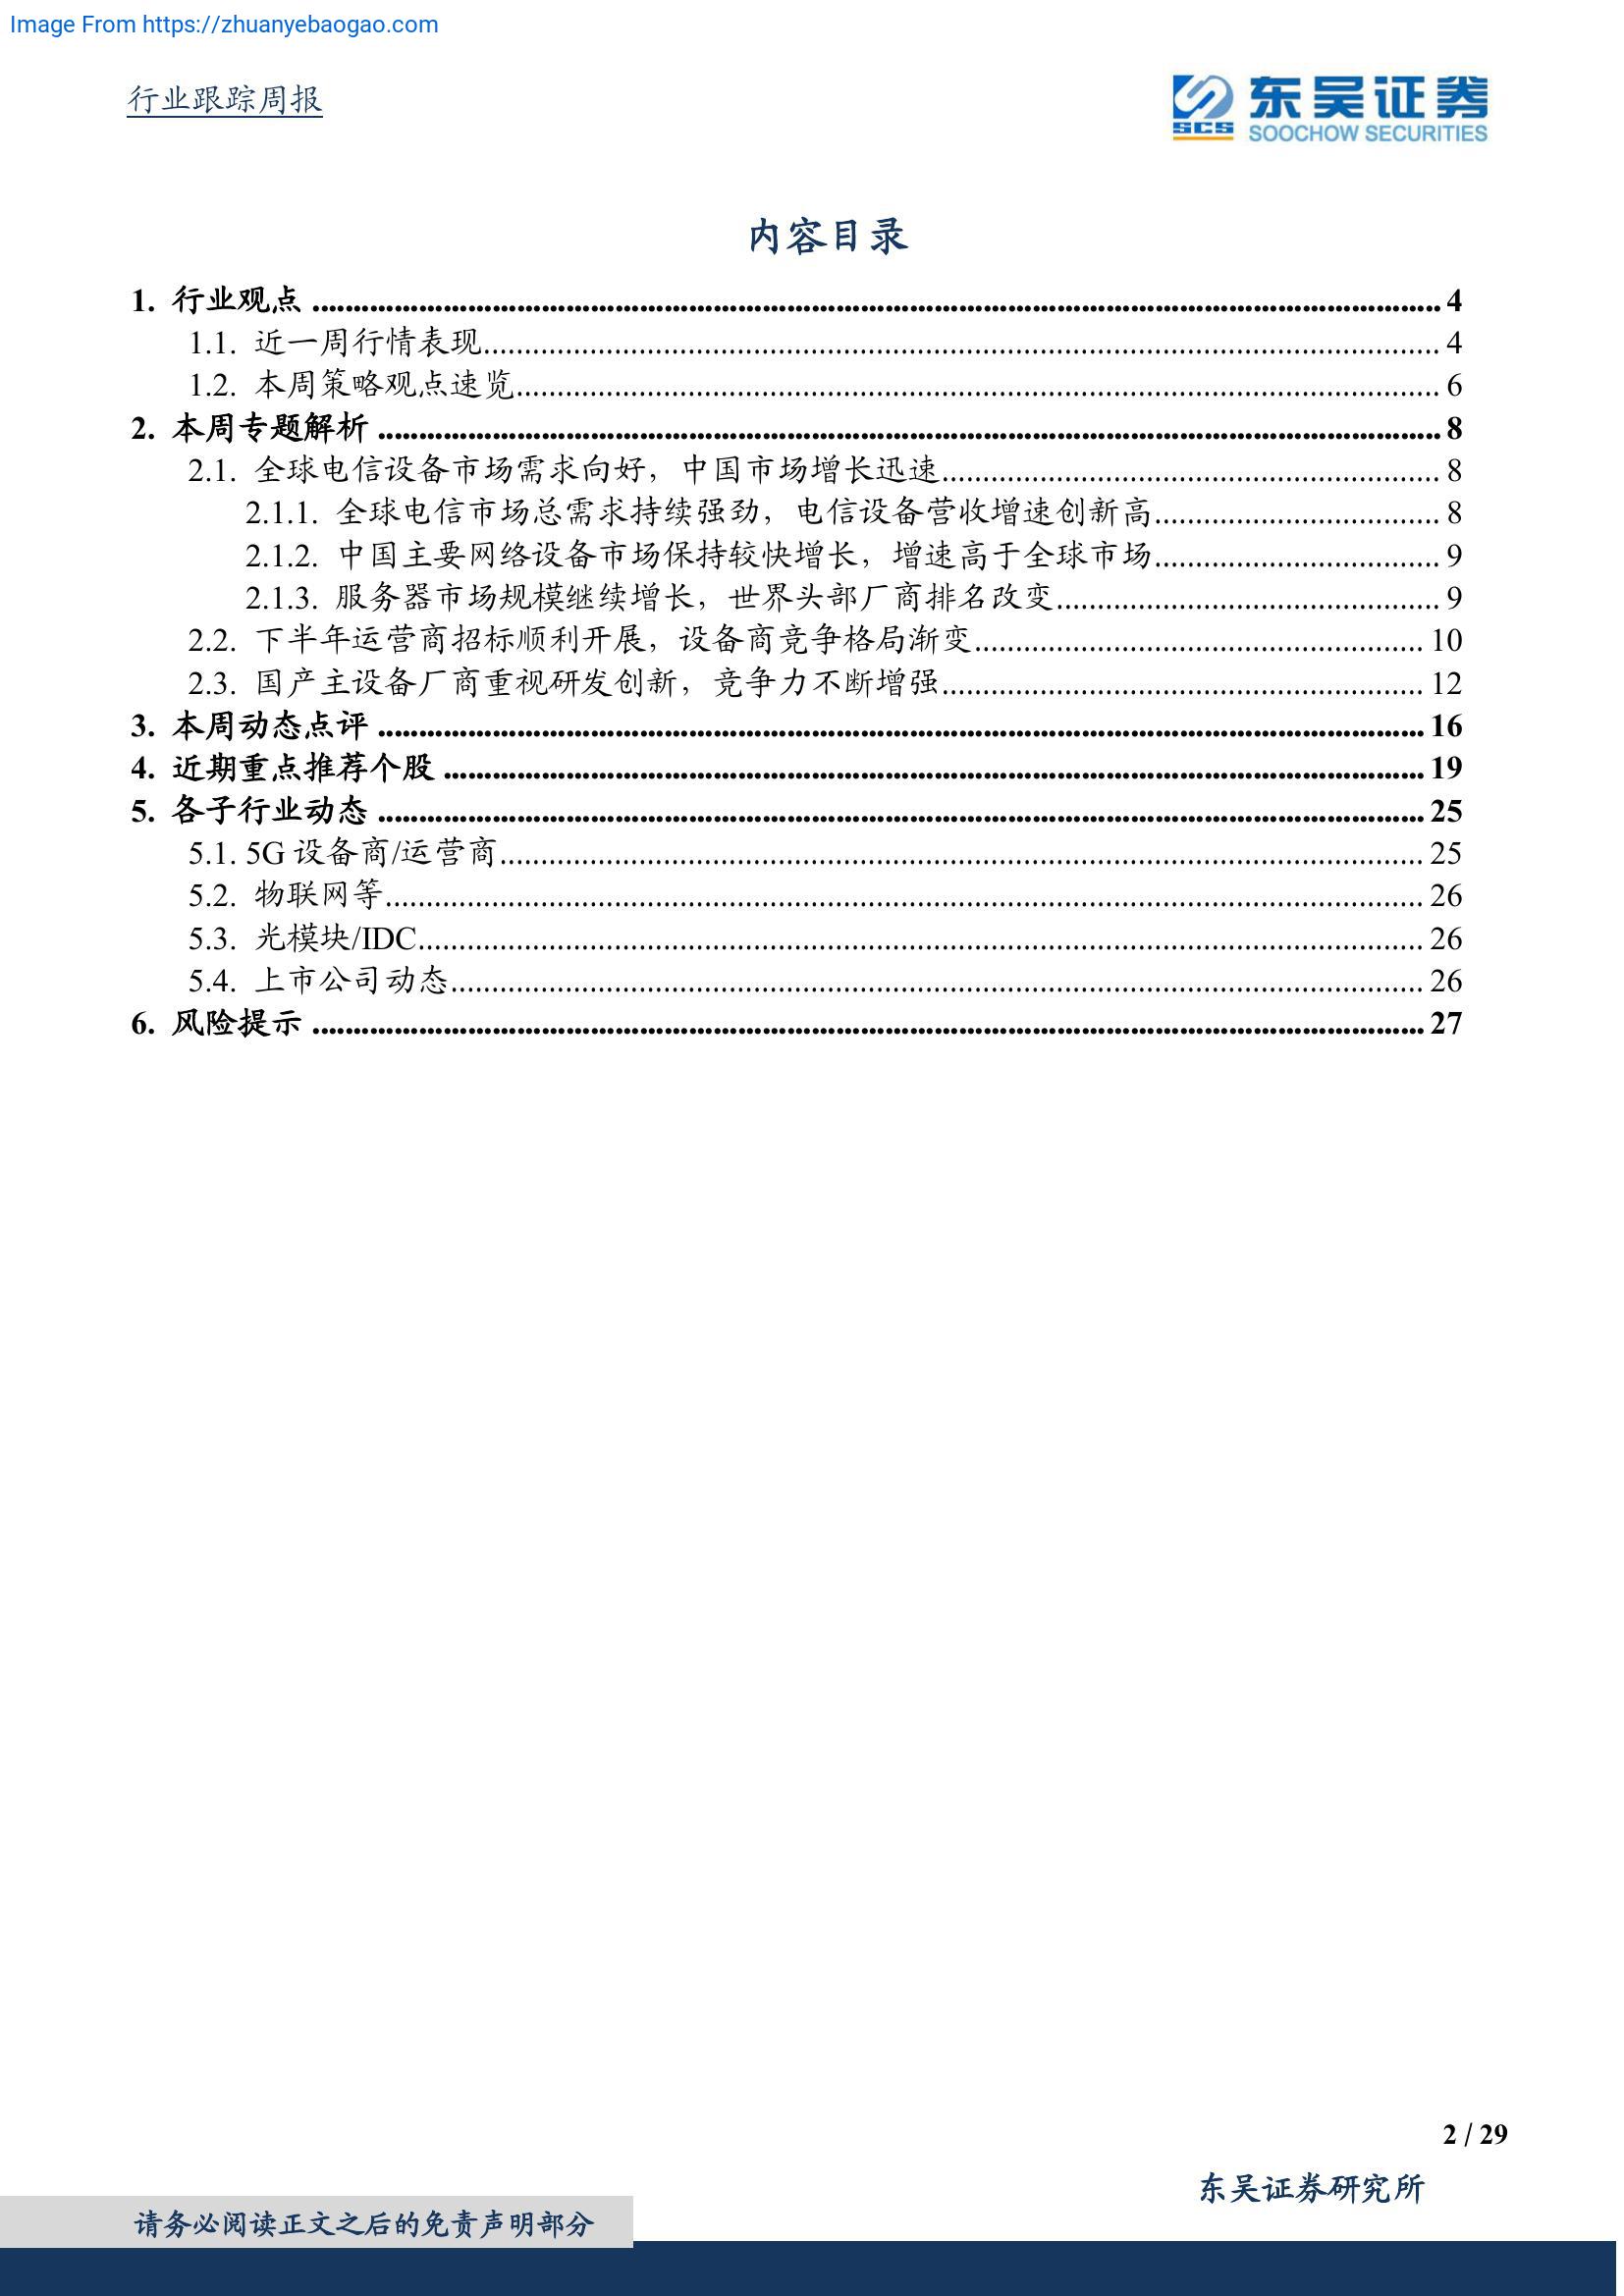 Image From https://zhuanyebaogao.com
行业跟踪周报
SCS 东吴证券
SOOCHOW SECURITIES
内容目录
1. 行业观点 ........ 4
1.1. 近一周行情表现........ 4
1.2. 本周策略观点速览........ 6
2. 本周专题解析 ........ 8
2.1. 全球电信设备市场需求向好，中国市场增长迅速........ 8
2.1.1. 全球电信市场总需求持续强劲，电信设备营收增速创新高........ 8
2.1.2. 中国主要网络设备市场保持较快增长，增速高于全球市场........ 9
2.1.3. 服务器市场规模继续增长，世界头部厂商排名改变........ 9
2.2. 下半年运营商招标顺利开展，设备商竞争格局渐变........ 10
2.3. 国产主设备厂商重视研发创新，竞争力不断增强........ 12
3. 本周动态点评 ........ 16
4. 近期重点推荐个股 ........ 19
5. 各子行业动态 ........ 25
5.1. 5G 设备商/运营商........ 25
5.2. 物联网等........ 26
5.3. 光模块/IDC........ 26
5.4. 上市公司动态........ 26
6. 风险提示 ........ 27
2 / 29
东吴证券研究所
请务必阅读正文之后的免责声明部分